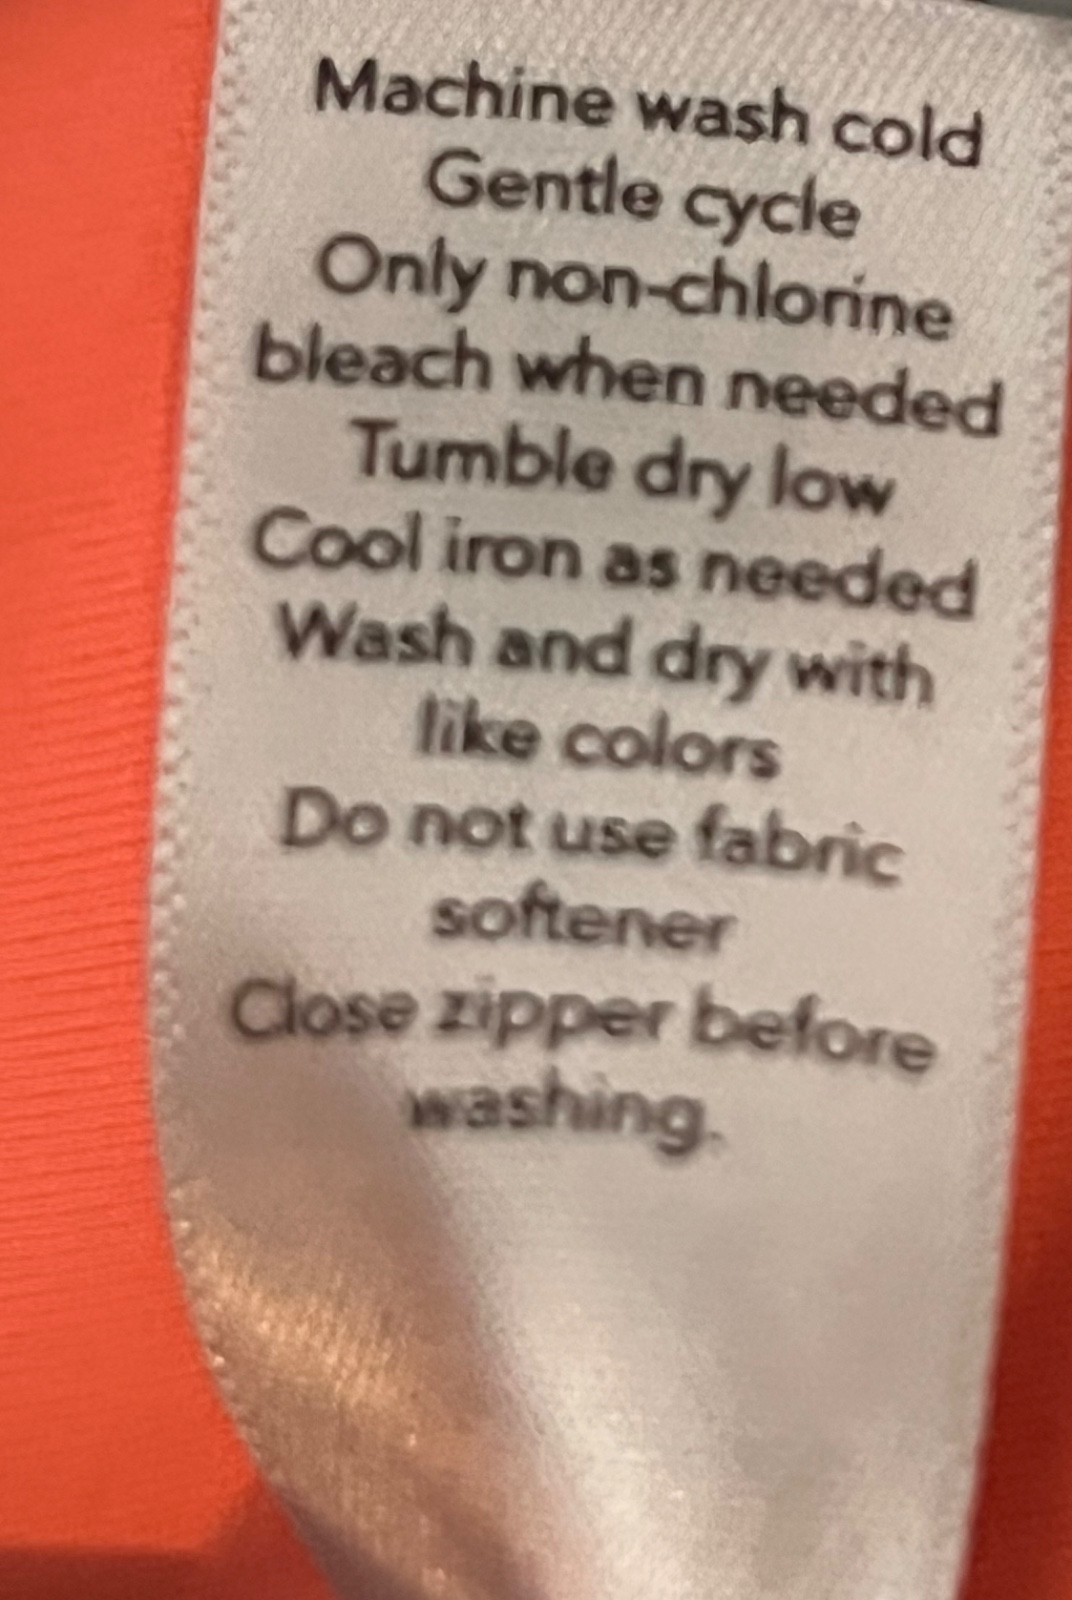 Machine wash cold
Gentle cycle
Only non-chlorine
bleach when needed
Tumble dry low
Cool iron as needed
Wash and dry with
like colors
Do not use fabric
softener
Close zipper before
washing.